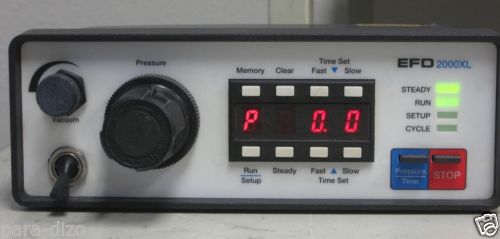 Pressure
Vacuum
Memory Clear Time Set
Fast ▼ Slow
P 0.0
Run
Setup
Steady
Fast ▲ Slow
Time Set
EFD 2000XL
STEADY
RUN
SETUP
CYCLE
Pressure
Time
STOP
para-dizo